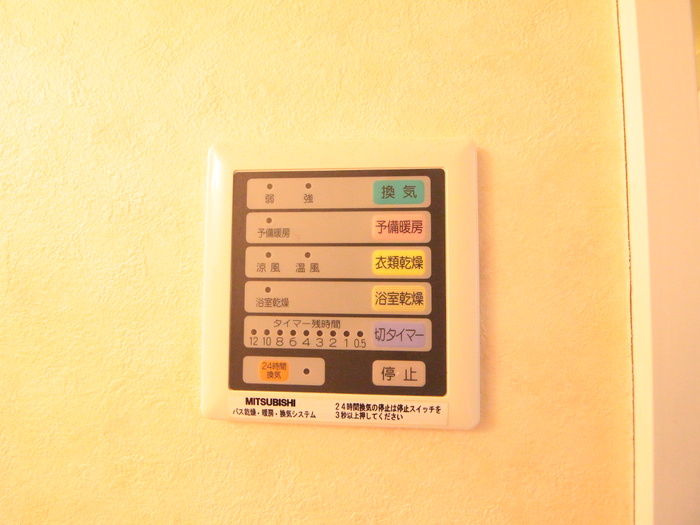 弱 強 換気
予備暖房 予備暖房
涼風 温風 衣類乾燥
浴室乾燥 浴室乾燥
タイマー残時間
12 10 8 6 4 3 2 1 0.5 切タイマー
24時間
換気 停止
MITSUBISHI
バス乾燥・暖房・換気システム
24時間換気の停止は停止スイッチを
3秒以上押してください